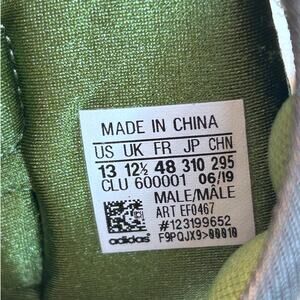 MADE IN CHINA
US UK FR JP CHN
13 12½ 48 310 295
CLU 600001 06/19
MALE/MÂLE
ART EF0467
#123199652
adidas F9PQJX9>00010